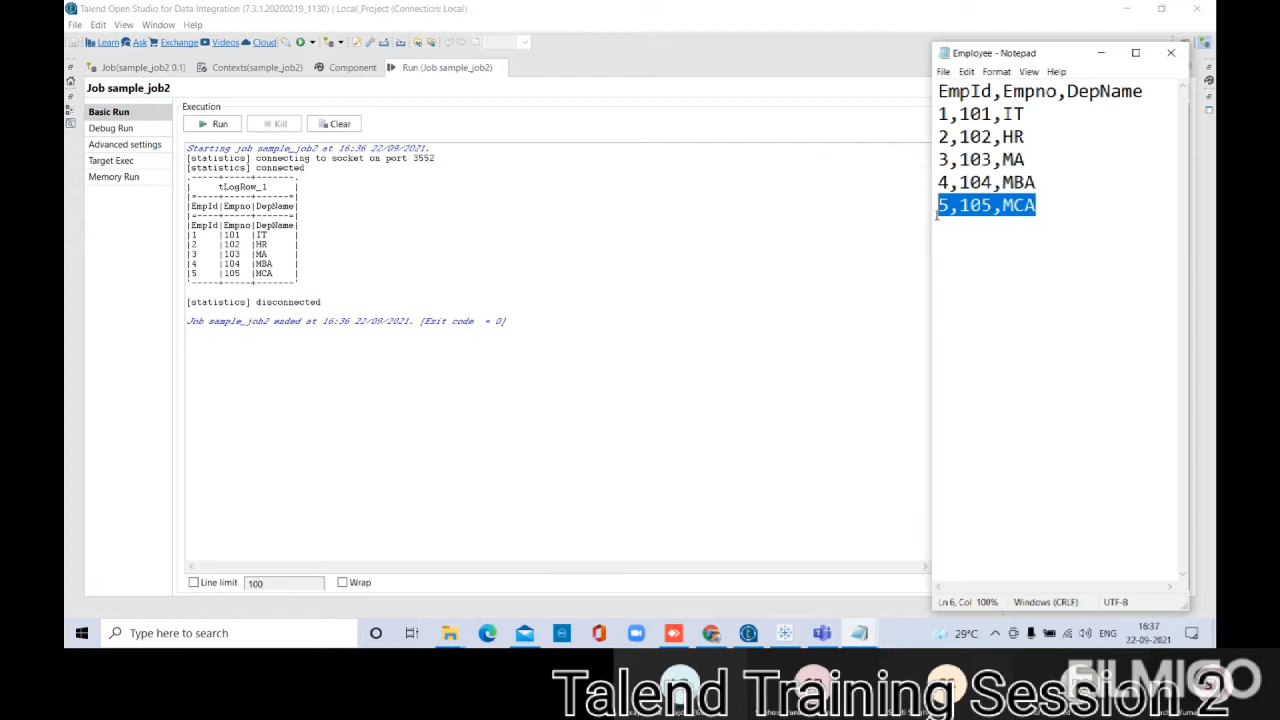 Talend Open Studio for Data Integration (7.3.1.20200219_1130) | Local_Project (Connection: Local)
File Edit View Window Help
Learn Ask Exchange Videos Cloud
Job(sample_job2 0.1) Contexts(sample_job2) Component Run (Job sample_job2)
Job sample_job2
Basic Run
Debug Run
Advanced settings
Target Exec
Memory Run
Execution
Run Kill Clear
Starting job sample_job2 at 16:36 22/09/2021.
[statistics] connecting to socket on port 3552
[statistics] connected
.-----+-----+-------.
| tLogRow_1 |
|=----+-----+------=|
|EmpId|Empno|DepName|
|=----+-----+------=|
|EmpId|Empno|DepName|
|1 |101 |IT |
|2 |102 |HR |
|3 |103 |MA |
|4 |104 |MBA |
|5 |105 |MCA |
'-----+-----+-------'
[statistics] disconnected
Job sample_job2 ended at 16:36 22/09/2021. [Exit code = 0]
Line limit 100 Wrap
Employee - Notepad
File Edit Format View Help
EmpId,Empno,DepName
1,101,IT
2,102,HR
3,103,MA
4,104,MBA
5,105,MCA
Ln 6, Col 100% Windows (CRLF) UTF-8
Type here to search
29°C ENG 16:37
22-09-2021
Talend Training Session 2
FILMIGO